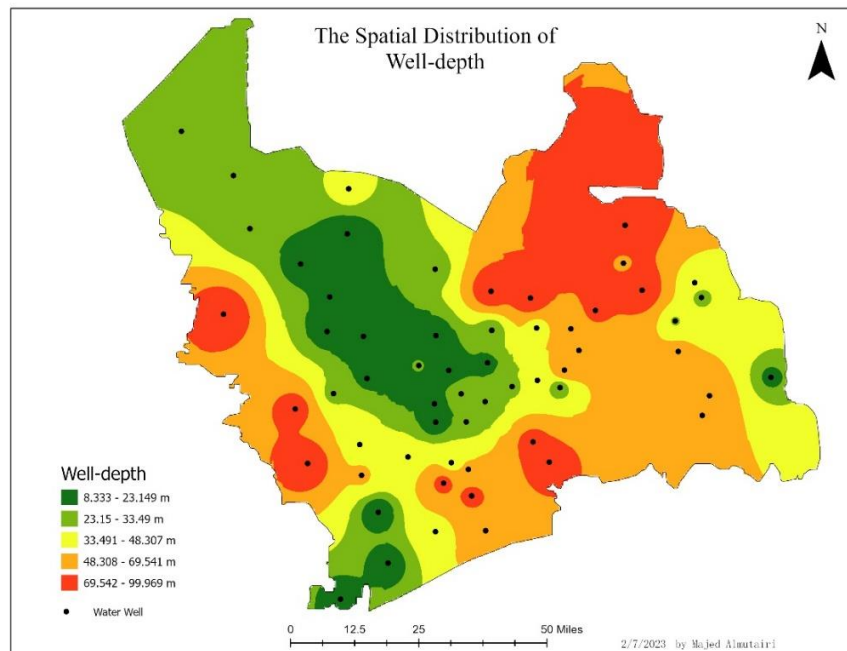 The Spatial Distribution of
Well-depth
N
Well-depth
8.333 - 23.149 m
23.15 - 33.49 m
33.491 - 48.307 m
48.308 - 69.541 m
69.542 - 99.969 m
Water Well
0 12.5 25 50 Miles
2/7/2023 by Majed Almutairi